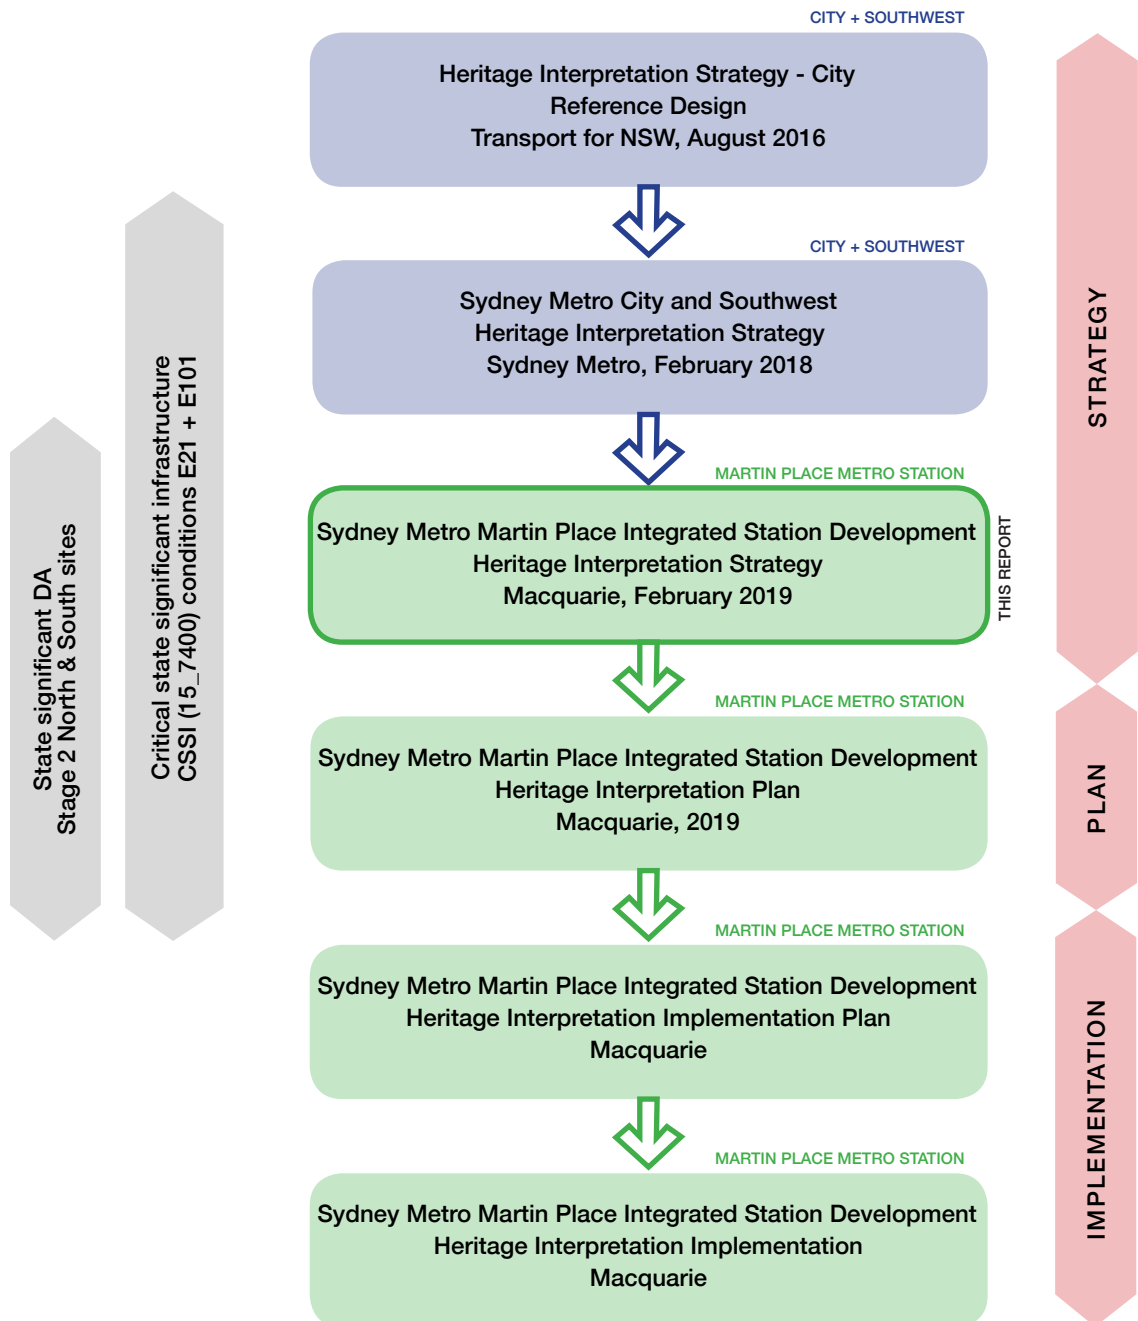 CITY + SOUTHWEST
Heritage Interpretation Strategy - City
Reference Design
Transport for NSW, August 2016
CITY + SOUTHWEST
Sydney Metro City and Southwest
Heritage Interpretation Strategy
Sydney Metro, February 2018
MARTIN PLACE METRO STATION
Sydney Metro Martin Place Integrated Station Development
Heritage Interpretation Strategy
Macquarie, February 2019
THIS REPORT
MARTIN PLACE METRO STATION
Sydney Metro Martin Place Integrated Station Development
Heritage Interpretation Plan
Macquarie, 2019
MARTIN PLACE METRO STATION
Sydney Metro Martin Place Integrated Station Development
Heritage Interpretation Implementation Plan
Macquarie
MARTIN PLACE METRO STATION
Sydney Metro Martin Place Integrated Station Development
Heritage Interpretation Implementation
Macquarie
State significant DA
Stage 2 North & South sites
Critical state significant infrastructure
CSSI (15_7400) conditions E21 + E101
STRATEGY
PLAN
IMPLEMENTATION